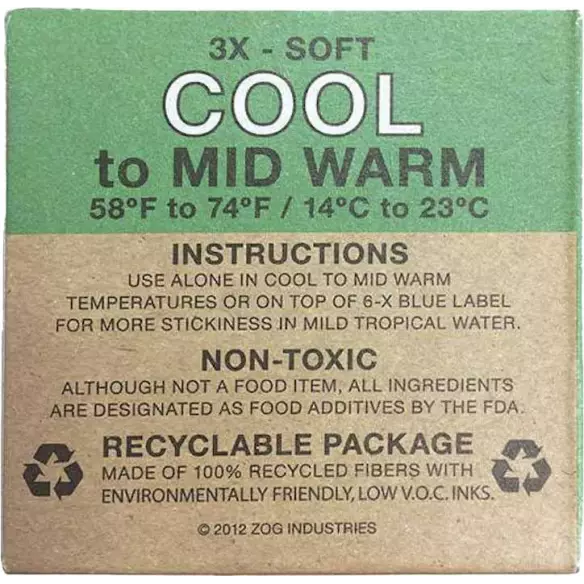 3X - SOFT
COOL
to MID WARM
58°F to 74°F / 14°C to 23°C
INSTRUCTIONS
USE ALONE IN COOL TO MID WARM
TEMPERATURES OR ON TOP OF 6-X BLUE LABEL
FOR MORE STICKINESS IN MILD TROPICAL WATER.
NON-TOXIC
ALTHOUGH NOT A FOOD ITEM, ALL INGREDIENTS
ARE DESIGNATED AS FOOD ADDITIVES BY THE FDA.
RECYCLABLE PACKAGE
MADE OF 100% RECYCLED FIBERS WITH
ENVIRONMENTALLY FRIENDLY, LOW V.O.C. INKS.
© 2012 ZOG INDUSTRIES